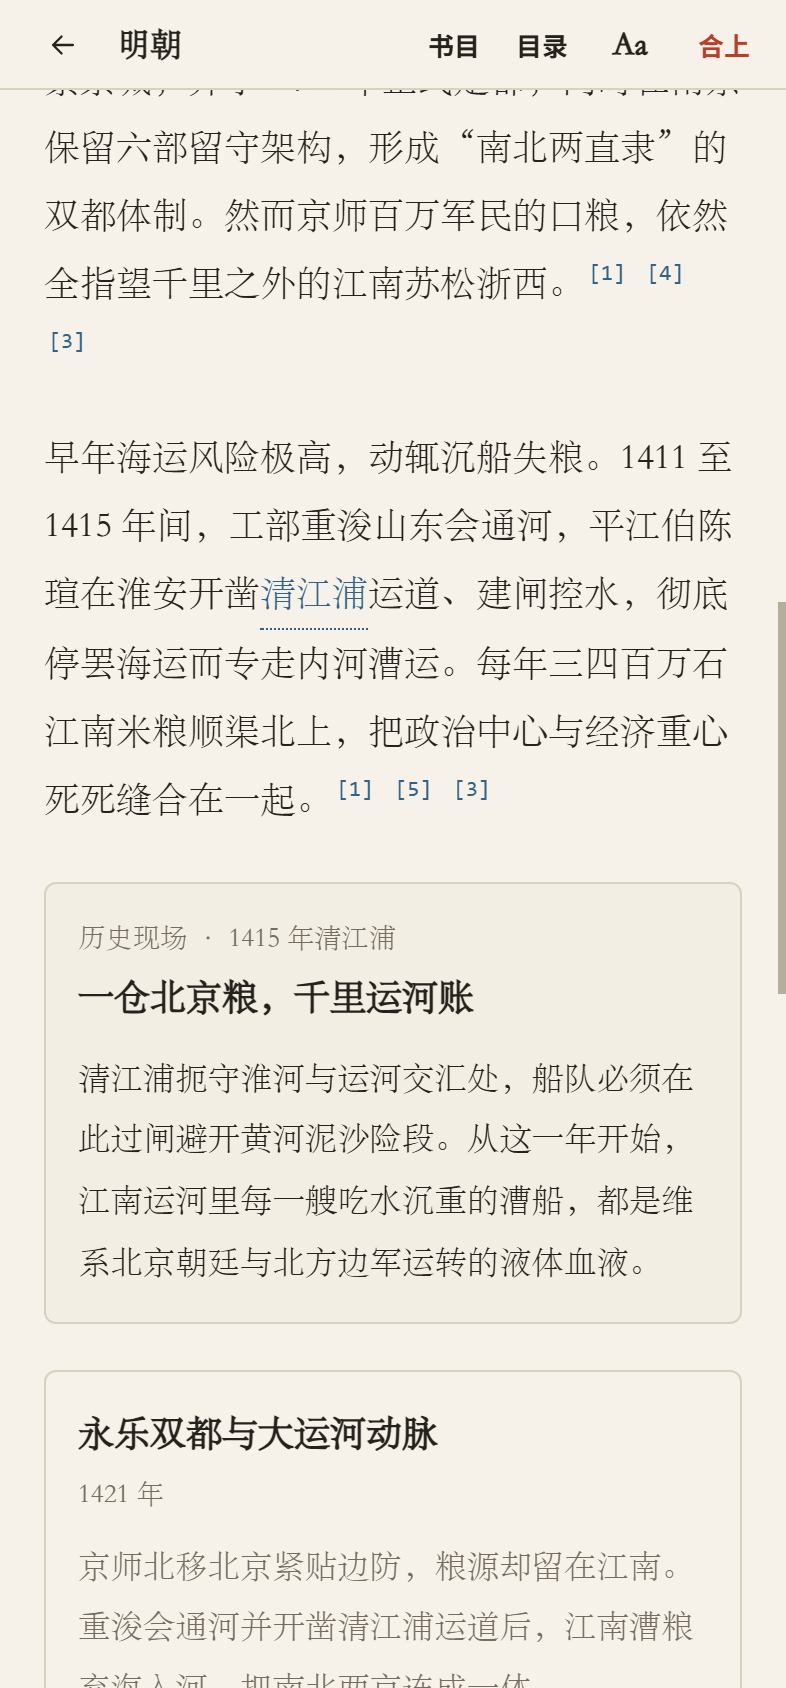 明朝 书目 目录 Aa 合上
保留六部留守架构，形成“南北两直隶”的
双都体制。然而京师百万军民的口粮，依然
全指望千里之外的江南苏松浙西。[1] [4]
[3]
早年海运风险极高，动辄沉船失粮。1411 至
1415 年间，工部重浚山东会通河，平江伯陈
瑄在淮安开凿清江浦运道、建闸控水，彻底
停罢海运而专走内河漕运。每年三四百万石
江南米粮顺渠北上，把政治中心与经济重心
死死缝合在一起。[1] [5] [3]
历史现场 · 1415 年清江浦
一仓北京粮，千里运河账
清江浦扼守淮河与运河交汇处，船队必须在
此过闸避开黄河泥沙险段。从这一年开始，
江南运河里每一艘吃水沉重的漕船，都是维
系北京朝廷与北方边军运转的液体血液。
永乐双都与大运河动脉
1421 年
京师北移北京紧贴边防，粮源却留在江南。
重浚会通河并开凿清江浦运道后，江南漕粮
弃海入河，把南北两京连成一体